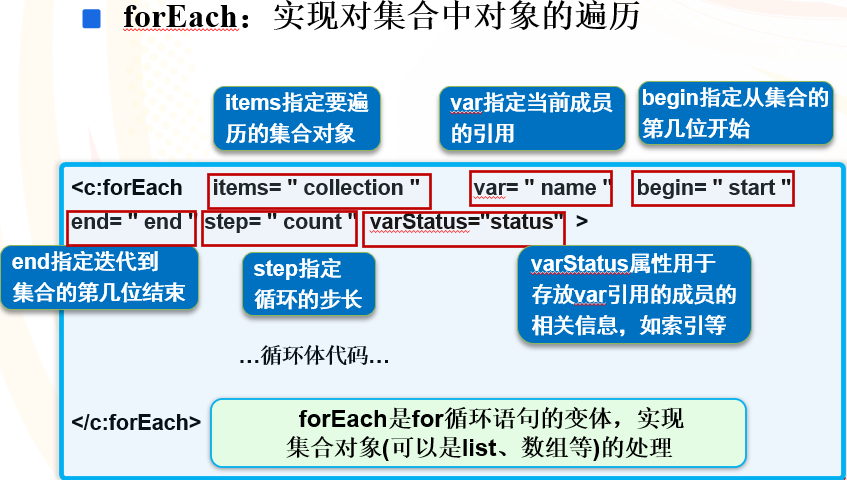 forEach：实现对集合中对象的遍历
items指定要遍
历的集合对象
var指定当前成员
的引用
begin指定从集合的
第几位开始
<c:forEach items= " collection " var= " name " begin= " start "
end= " end " step= " count " varStatus="status" >
end指定迭代到
集合的第几位结束
step指定
循环的步长
varStatus属性用于
存放var引用的成员的
相关信息，如索引等
…循环体代码…
</c:forEach>
forEach是for循环语句的变体，实现
集合对象(可以是list、数组等)的处理